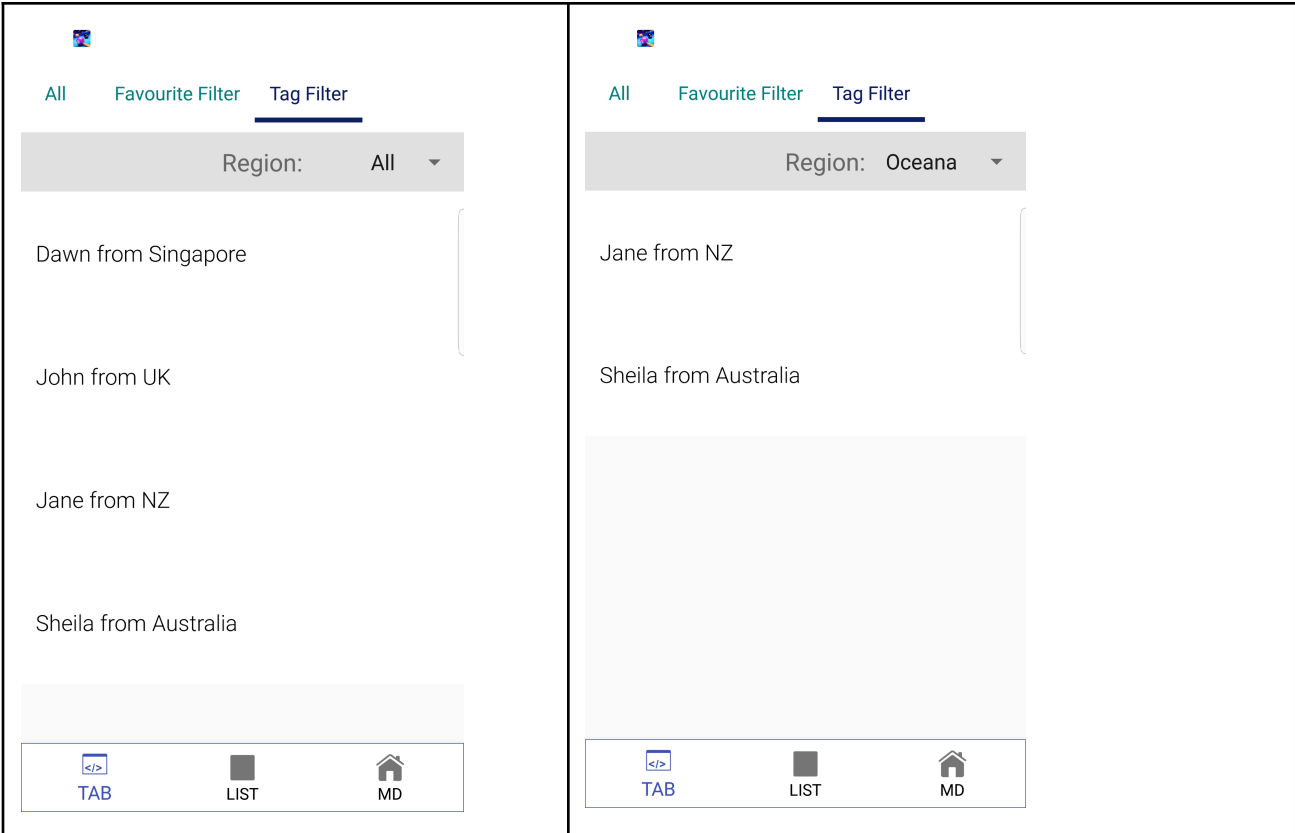 All Favourite Filter Tag Filter
Region: All
Dawn from Singapore
John from UK
Jane from NZ
Sheila from Australia
</>
TAB LIST MD
All Favourite Filter Tag Filter
Region: Oceana
Jane from NZ
Sheila from Australia
</>
TAB LIST MD